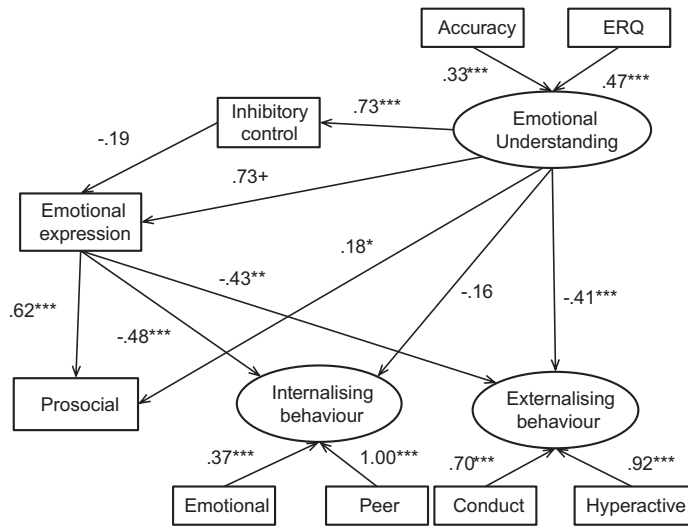 Accuracy
ERQ
.33***
.47***
Inhibitory
control
.73***
Emotional
Understanding
-.19
.73+
Emotional
expression
.18*
-.43**
-.16
-.41***
.62***
-.48***
Prosocial
Internalising
behaviour
Externalising
behaviour
.37***
1.00***
.70***
.92***
Emotional
Peer
Conduct
Hyperactive